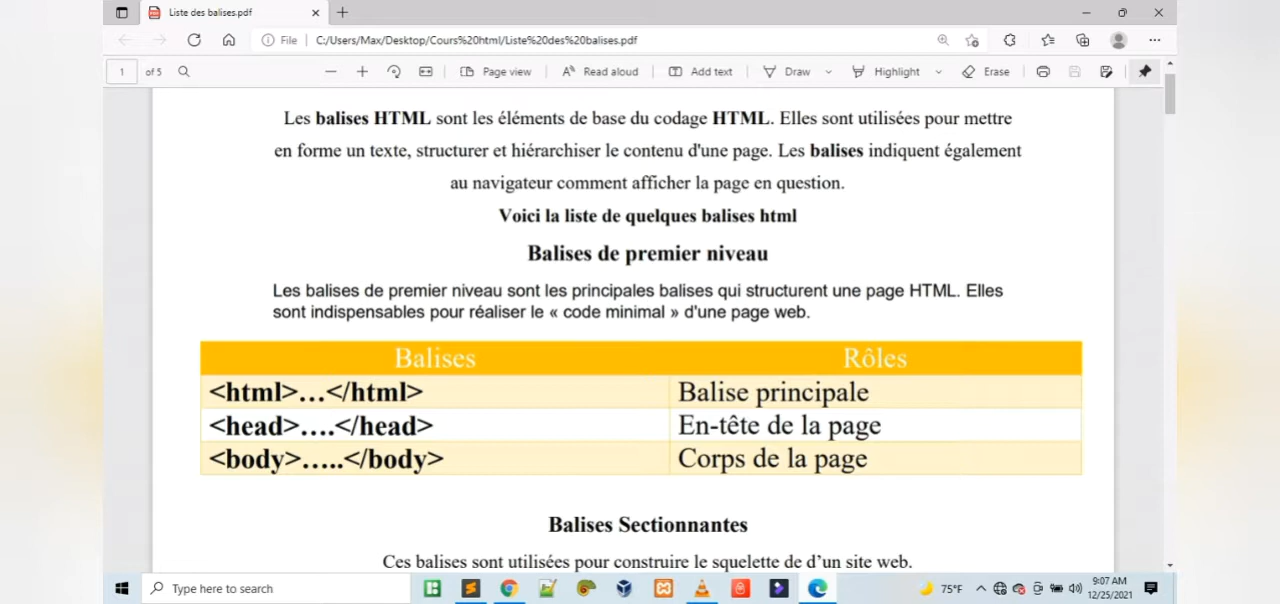 Liste des balises.pdf
File C:/Users/Max/Desktop/Cours%20html/Liste%20des%20balises.pdf
1 of 5 Page view Read aloud Add text Draw Highlight Erase
Les balises HTML sont les éléments de base du codage HTML. Elles sont utilisées pour mettre
en forme un texte, structurer et hiérarchiser le contenu d'une page. Les balises indiquent également
au navigateur comment afficher la page en question.
Voici la liste de quelques balises html
Balises de premier niveau
Les balises de premier niveau sont les principales balises qui structurent une page HTML. Elles
sont indispensables pour réaliser le « code minimal » d'une page web.
Balises Rôles
<html>…</html> Balise principale
<head>….</head> En-tête de la page
<body>…..</body> Corps de la page
Balises Sectionnantes
Ces balises sont utilisées pour construire le squelette de d’un site web.
Type here to search 75°F 9:07 AM
12/25/2021